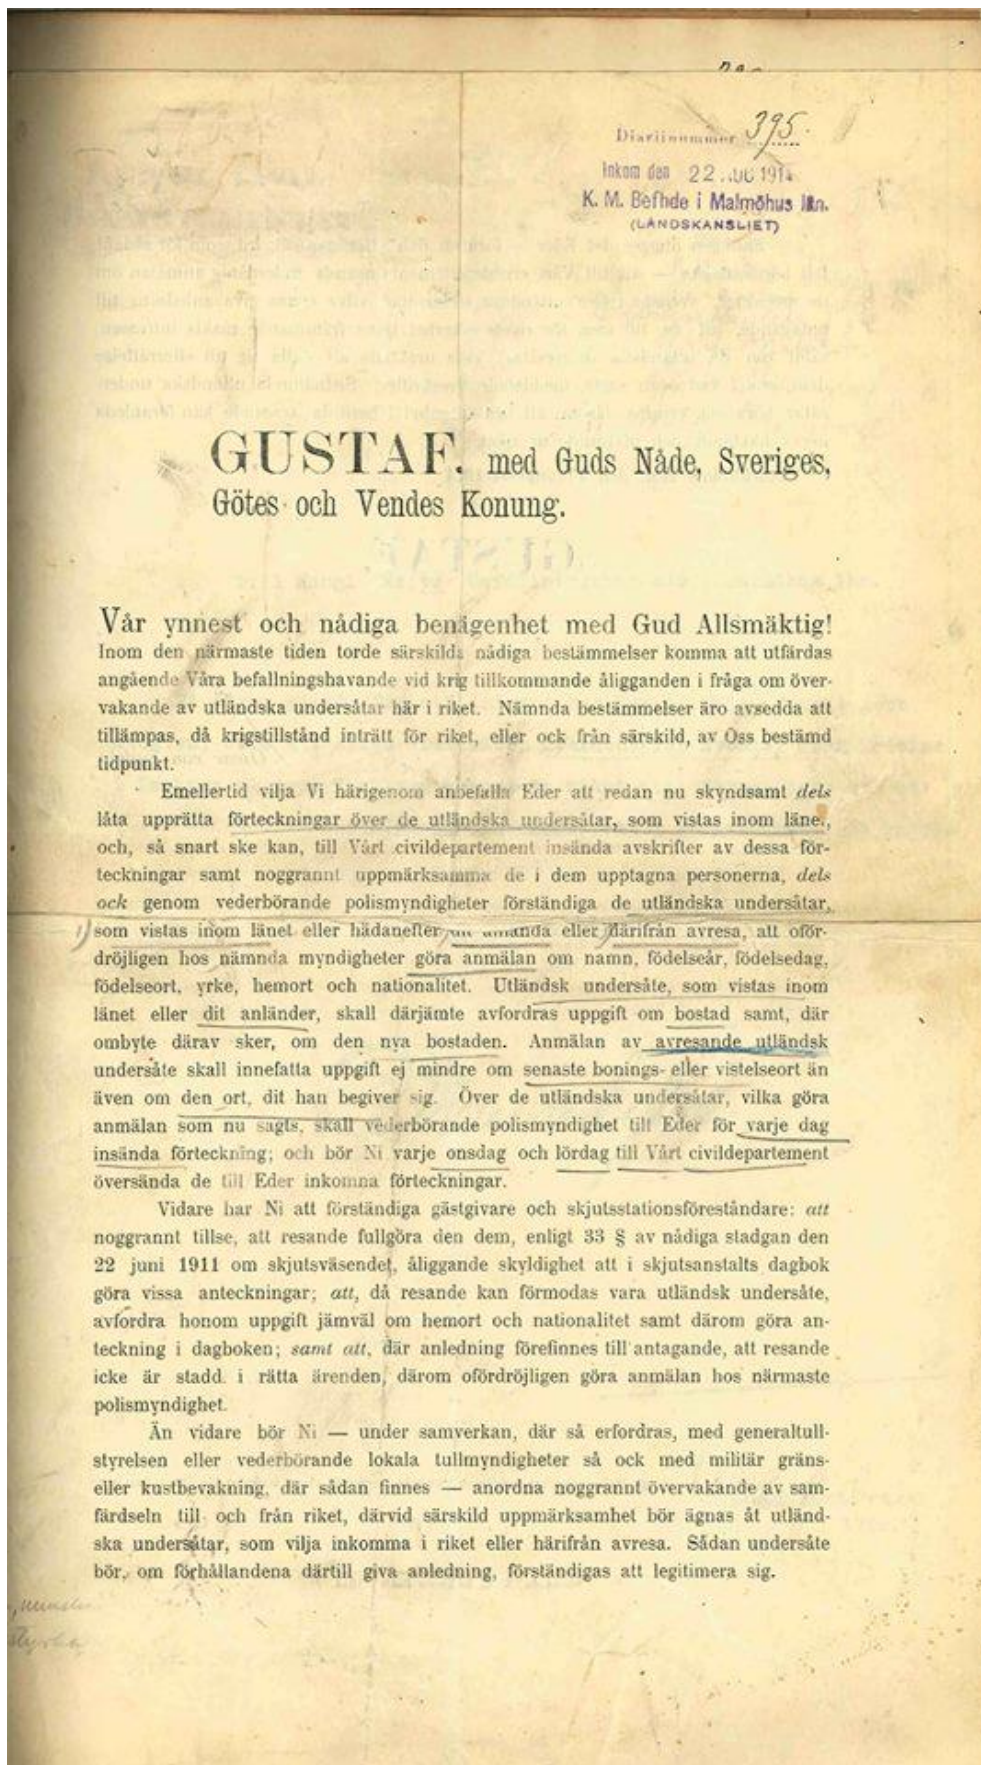 Diariinummer 395.
Inkom den 22 AUG 1914
K. M. Befhde i Malmöhus län.
(LANDSKANSLIET)
GUSTAF, med Guds Nåde, Sveriges,
Götes och Vendes Konung.
Vår ynnest och nådiga benägenhet med Gud Allsmäktig!
Inom den närmaste tiden torde särskilda nådiga bestämmelser komma att utfärdas
angående Våra befallningshavande vid krig tillkommande åligganden i fråga om över-
vakande av utländska undersåtar här i riket. Nämnda bestämmelser äro avsedda att
tillämpas, då krigstillstånd inträtt för riket, eller ock från särskild, av Oss bestämd
tidpunkt.
Emellertid vilja Vi härigenom anbefalla Eder att redan nu skyndsamt dels
låta upprätta förteckningar över de utländska undersåtar, som vistas inom länet,
och, så snart ske kan, till Vårt civildepartement insända avskrifter av dessa för-
teckningar samt noggrannt uppmärksamma de i dem upptagna personerna, dels
ock genom vederbörande polismyndigheter förständiga de utländska undersåtar,
som vistas inom länet eller hädanefter dit anlända eller därifrån avresa, att oför-
dröjligen hos nämnda myndigheter göra anmälan om namn, födelseår, födelsedag,
födelseort, yrke, hemort och nationalitet. Utländsk undersåte, som vistas inom
länet eller dit anländer, skall därjämte avfordras uppgift om bostad samt, där
ombyte därav sker, om den nya bostaden. Anmälan av avresande utländsk
undersåte skall innefatta uppgift ej mindre om senaste bonings- eller vistelseort än
även om den ort, dit han begiver sig. Över de utländska undersåtar, vilka göra
anmälan som nu sagts, skall vederbörande polismyndighet till Eder för varje dag
insända förteckning; och bör Ni varje onsdag och lördag till Vårt civildepartement
översända de till Eder inkomna förteckningar.
Vidare har Ni att förständiga gästgivare och skjutsstationsföreståndare: att
noggrannt tillse, att resande fullgöra den dem, enligt 33 § av nådiga stadgan den
22 juni 1911 om skjutsväsendet, åliggande skyldighet att i skjutsanstalts dagbok
göra vissa anteckningar; att, då resande kan förmodas vara utländsk undersåte,
avfordra honom uppgift jämväl om hemort och nationalitet samt därom göra an-
teckning i dagboken; samt att, där anledning förefinnes till antagande, att resande
icke är stadd i rätta ärenden, därom ofördröjligen göra anmälan hos närmaste
polismyndighet.
Än vidare bör Ni — under samverkan, där så erfordras, med generaltull-
styrelsen eller vederbörande lokala tullmyndigheter så ock med militär gräns-
eller kustbevakning, där sådan finnes — anordna noggrannt övervakande av sam-
färdseln till och från riket, därvid särskild uppmärksamhet bör ägnas åt utländ-
ska undersåtar, som vilja inkomma i riket eller härifrån avresa. Sådan undersåte
bör, om förhållandena därtill giva anledning, förständigas att legitimera sig.